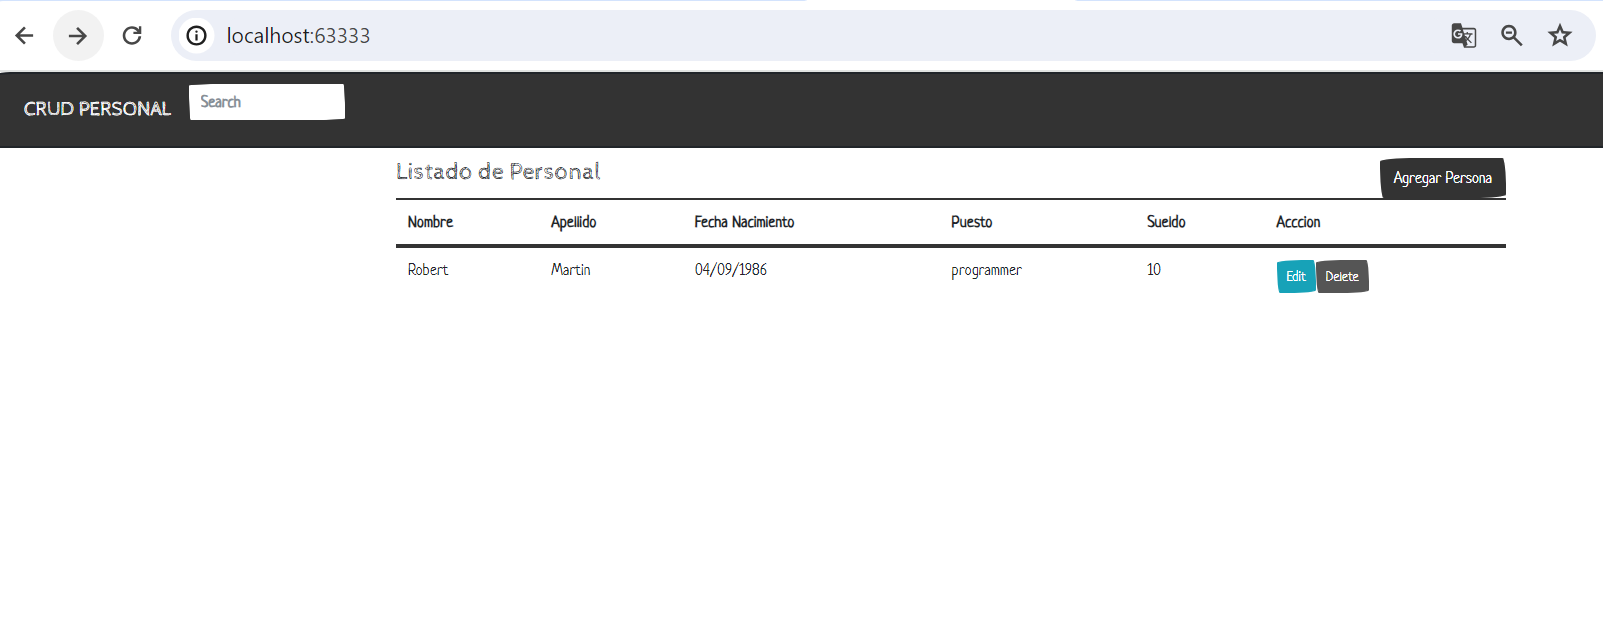 localhost:63333
CRUD PERSONAL Search
Listado de Personal Agregar Persona
Nombre Apellido Fecha Nacimiento Puesto Sueldo Acccion
Robert Martin 04/09/1986 programmer 10 Edit Delete